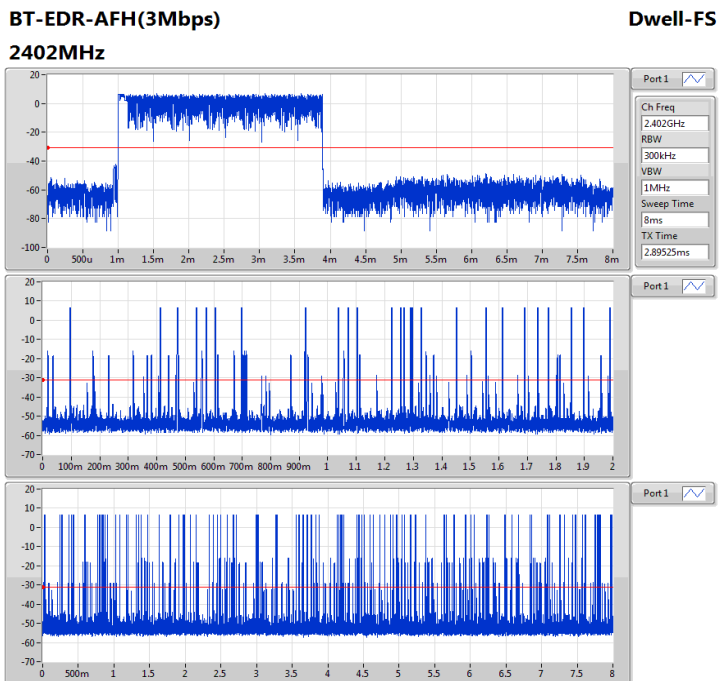 BT-EDR-AFH(3Mbps) Dwell-FS
2402MHz
20
0
-20
-40
-60
-80
-100
0 500u 1m 1.5m 2m 2.5m 3m 3.5m 4m 4.5m 5m 5.5m 6m 6.5m 7m 7.5m 8m
Port 1
Ch Freq
2.402GHz
RBW
300kHz
VBW
1MHz
Sweep Time
8ms
TX Time
2.89525ms
20
10
0
-10
-20
-30
-40
-50
-60
-70
0 100m 200m 300m 400m 500m 600m 700m 800m 900m 1 1.1 1.2 1.3 1.4 1.5 1.6 1.7 1.8 1.9 2
Port 1
20
10
0
-10
-20
-30
-40
-50
-60
-70
0 500m 1 1.5 2 2.5 3 3.5 4 4.5 5 5.5 6 6.5 7 7.5 8
Port 1